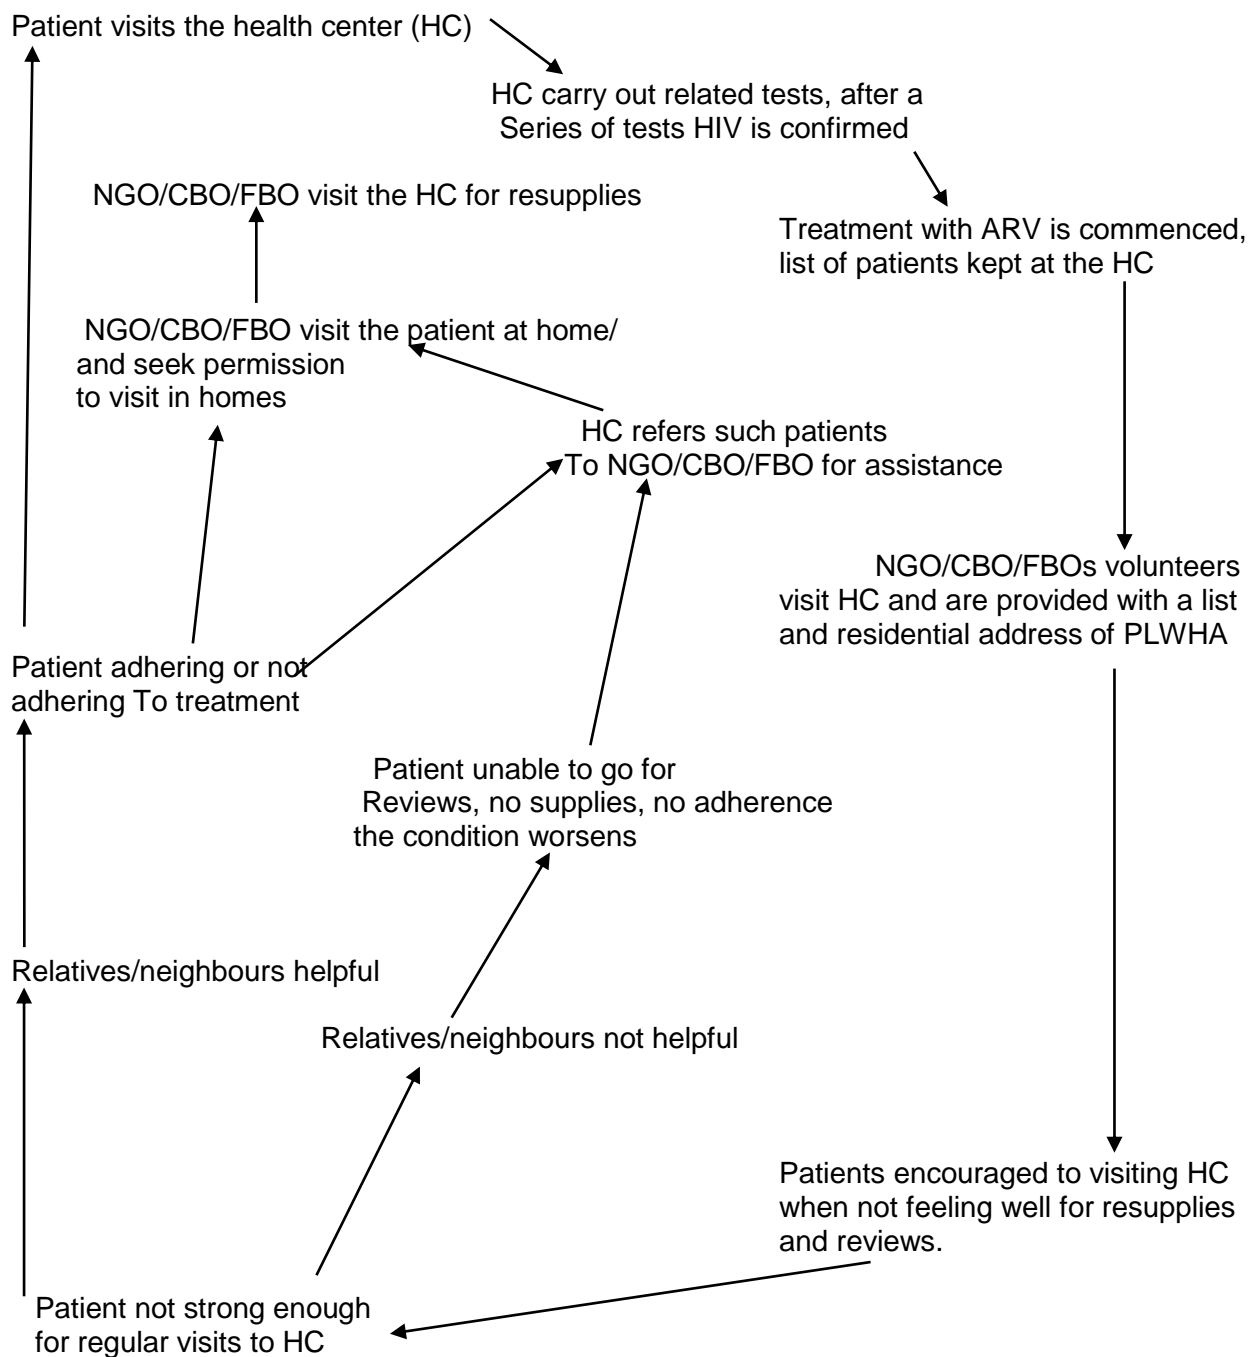 Patient visits the health center (HC)
HC carry out related tests, after a
Series of tests HIV is confirmed
NGO/CBO/FBO visit the HC for resupplies
Treatment with ARV is commenced,
list of patients kept at the HC
NGO/CBO/FBO visit the patient at home/
and seek permission
to visit in homes
HC refers such patients
To NGO/CBO/FBO for assistance
NGO/CBO/FBOs volunteers
visit HC and are provided with a list
and residential address of PLWHA
Patient adhering or not
adhering To treatment
Patient unable to go for
Reviews, no supplies, no adherence
the condition worsens
Relatives/neighbours helpful
Relatives/neighbours not helpful
Patients encouraged to visiting HC
when not feeling well for resupplies
and reviews.
Patient not strong enough
for regular visits to HC